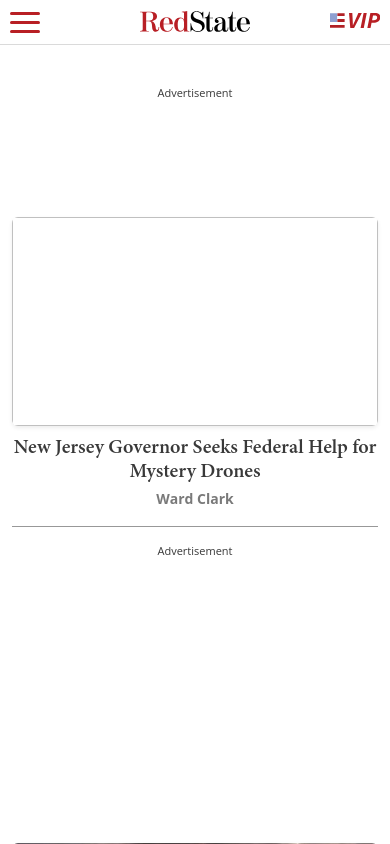 RedState
VIP
Advertisement
New Jersey Governor Seeks Federal Help for
Mystery Drones
Ward Clark
Advertisement